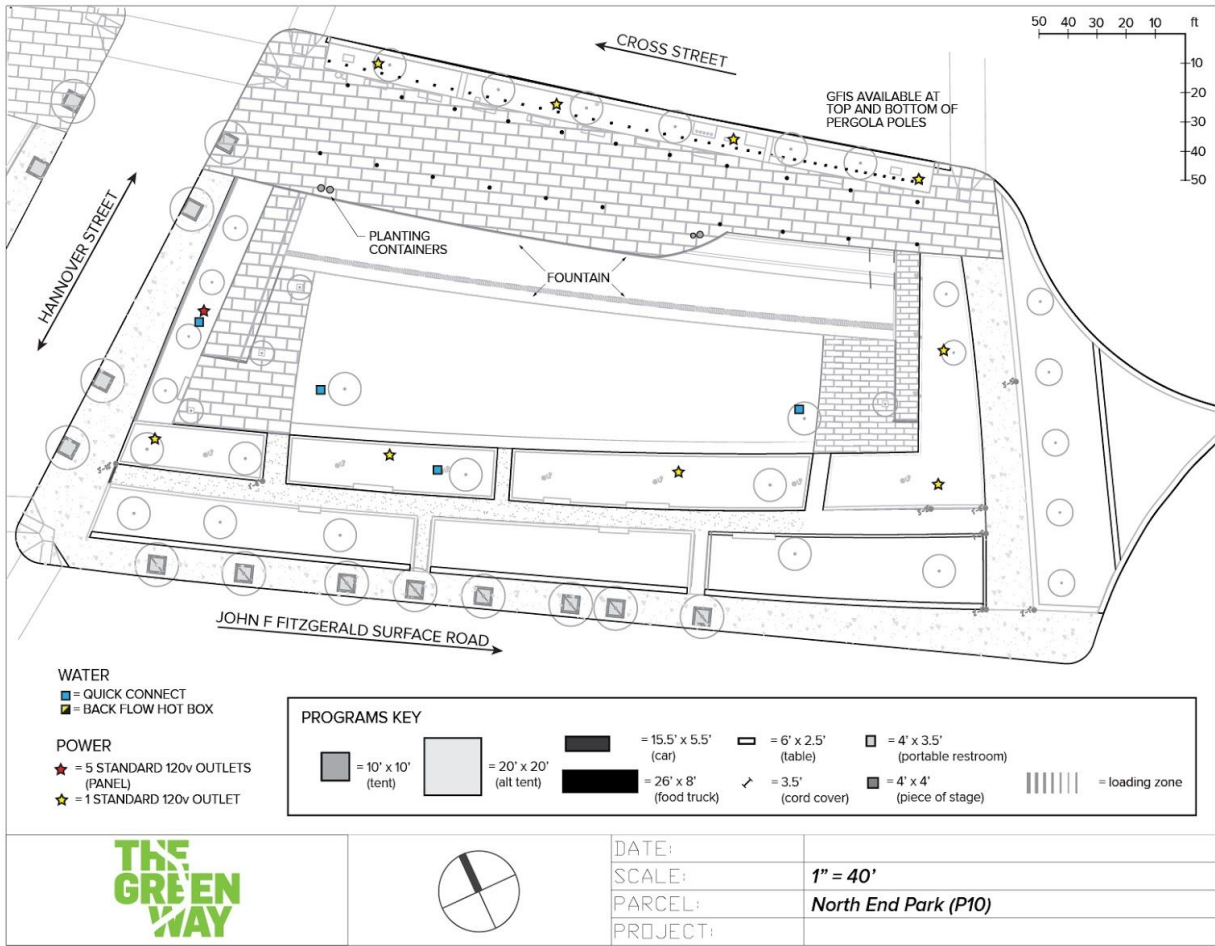 50 40 30 20 10 ft
10
20
30
40
50
CROSS STREET
GFIS AVAILABLE AT
TOP AND BOTTOM OF
PERGOLA POLES
HANNOVER STREET
PLANTING
CONTAINERS
FOUNTAIN
JOHN F FITZGERALD SURFACE ROAD
WATER
= QUICK CONNECT
= BACK FLOW HOT BOX
POWER
= 5 STANDARD 120v OUTLETS
(PANEL)
= 1 STANDARD 120v OUTLET
PROGRAMS KEY
= 10' x 10'
(tent)
= 20' x 20'
(alt tent)
= 15.5' x 5.5'
(car)
= 26' x 8'
(food truck)
= 6' x 2.5'
(table)
= 3.5'
(cord cover)
= 4' x 3.5'
(portable restroom)
= 4' x 4'
(piece of stage)
= loading zone
THE
GREEN
WAY
DATE:
SCALE: 1" = 40'
PARCEL: North End Park (P10)
PROJECT: